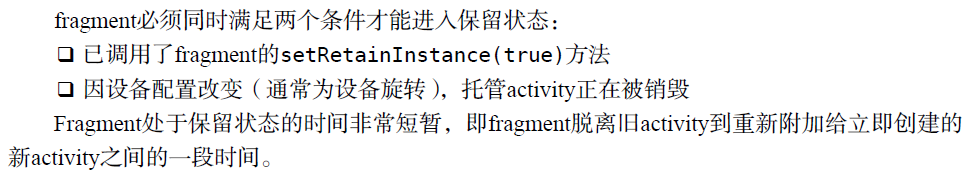 fragment必须同时满足两个条件才能进入保留状态：
❑ 已调用了fragment的setRetainInstance(true)方法
❑ 因设备配置改变（通常为设备旋转），托管activity正在被销毁
Fragment处于保留状态的时间非常短暂，即fragment脱离旧activity到重新附加给立即创建的
新activity之间的一段时间。